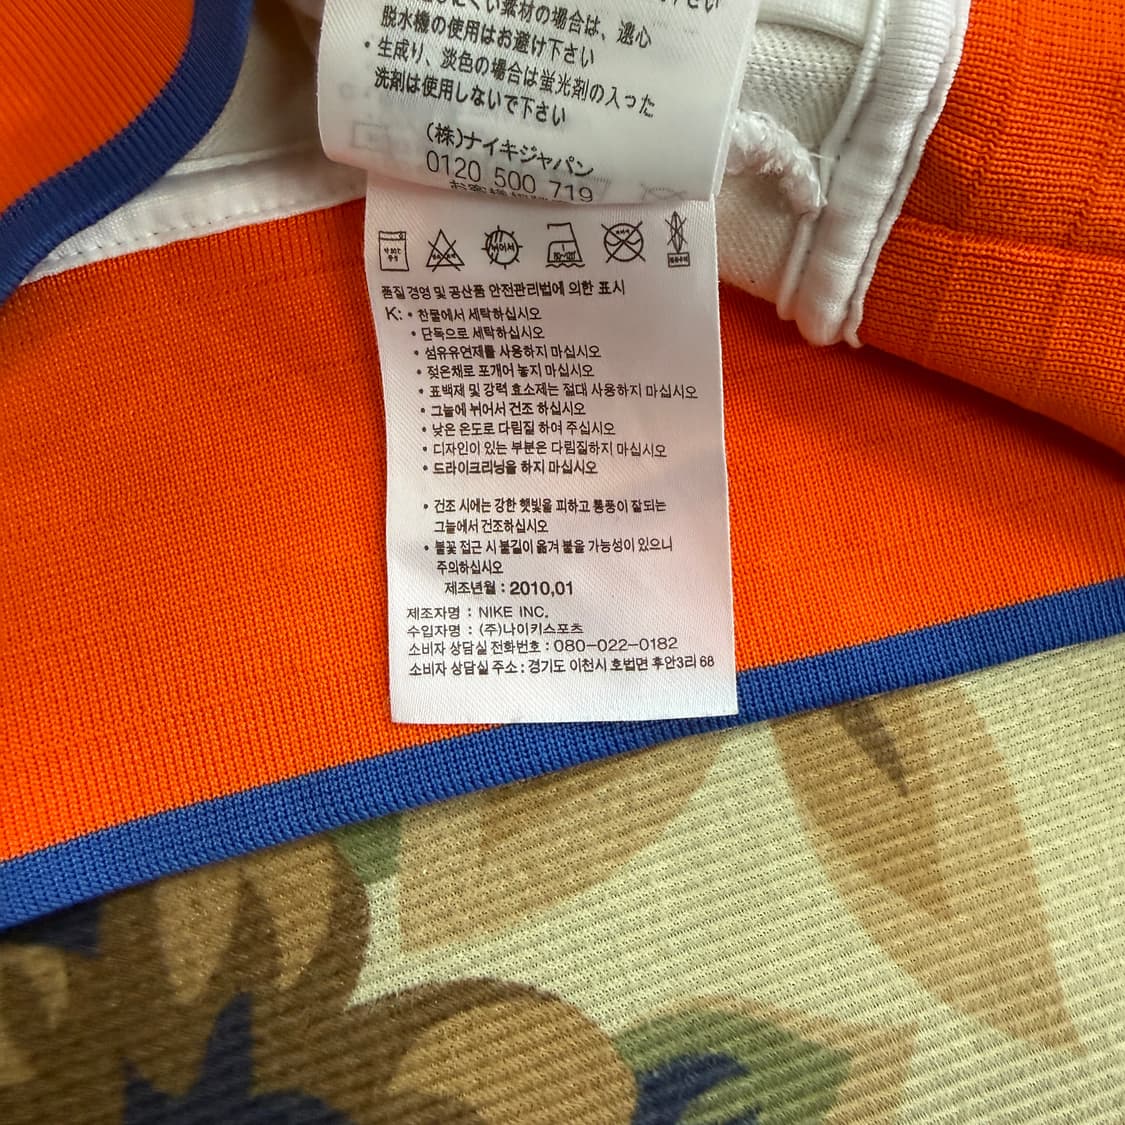 くい素材の場合は、遠心
脱水機の使用はお避け下さい
・生成り、淡色の場合は蛍光剤の入った
洗剤は使用しないで下さい
(株)ナイキジャパン
0120 500 719
뉘어서
품질 경영 및 공산품 안전관리법에 의한 표시
K: • 찬물에서 세탁하십시오
• 단독으로 세탁하십시오
• 섬유유연제를 사용하지 마십시오
• 젖은채로 포개어 놓지 마십시오
• 표백제 및 강력 효소제는 절대 사용하지 마십시오
• 그늘에 뉘어서 건조 하십시오
• 낮은 온도로 다림질 하여 주십시오
• 디자인이 있는 부분은 다림질하지 마십시오
• 드라이크리닝을 하지 마십시오
• 건조 시에는 강한 햇빛을 피하고 통풍이 잘되는
그늘에서 건조하십시오
• 불꽃 접근 시 불길이 옮겨 붙을 가능성이 있으니
주의하십시오
제조년월 : 2010,01
제조자명 : NIKE INC.
수입자명 : (주)나이키스포츠
소비자 상담실 전화번호 : 080-022-0182
소비자 상담실 주소 : 경기도 이천시 호법면 후안3리 68